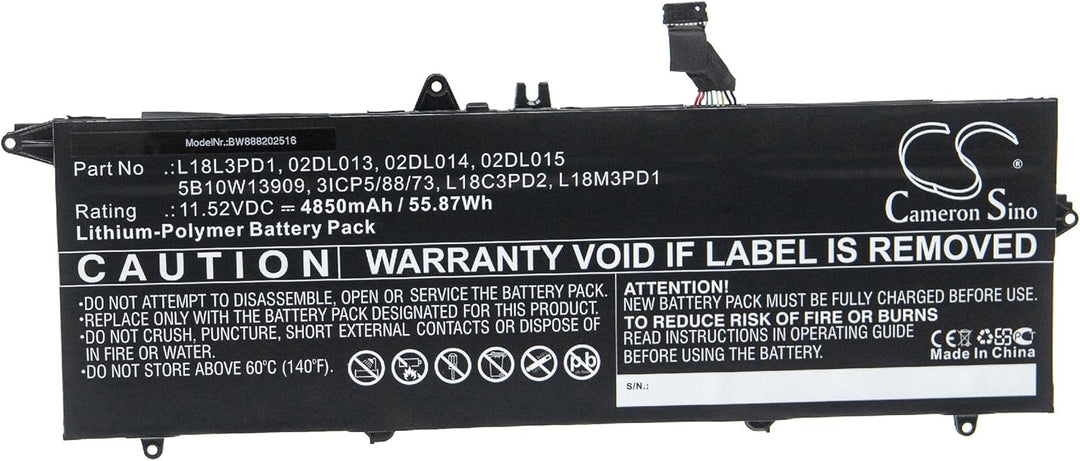 ModelNr.:BW888202516
Part No .: L18L3PD1, 02DL013, 02DL014, 02DL015
5B10W13909, 3ICP5/88/73, L18C3PD2, L18M3PD1
Rating .: 11.52VDC ⎓ 4850mAh / 55.87Wh
Lithium-Polymer Battery Pack
CS
®
Cameron Sino
CAUTION
WARRANTY VOID IF LABEL IS REMOVED
•DO NOT ATTEMPT TO DISASSEMBLE, OPEN OR SERVICE THE BATTERY PACK.
•REPLACE ONLY WITH THE BATTERY PACK DESIGNATED FOR THIS PRODUCT.
•DO NOT CRUSH, PUNCTURE, SHORT EXTERNAL CONTACTS OR DISPOSE OF
IN FIRE OR WATER.
•DO NOT STORE ABOVE 60°C (140°F).
Pb
ATTENTION:
NEW BATTERY PACK MUST BE FULLY CHARGED BEFORE USE.
TO REDUCE RISK OF FIRE OR BURNS
READ INSTRUCTIONS IN OPERATING GUIDE
BEFORE USING THE BATTERY.
CE
Made In China
S/N.: